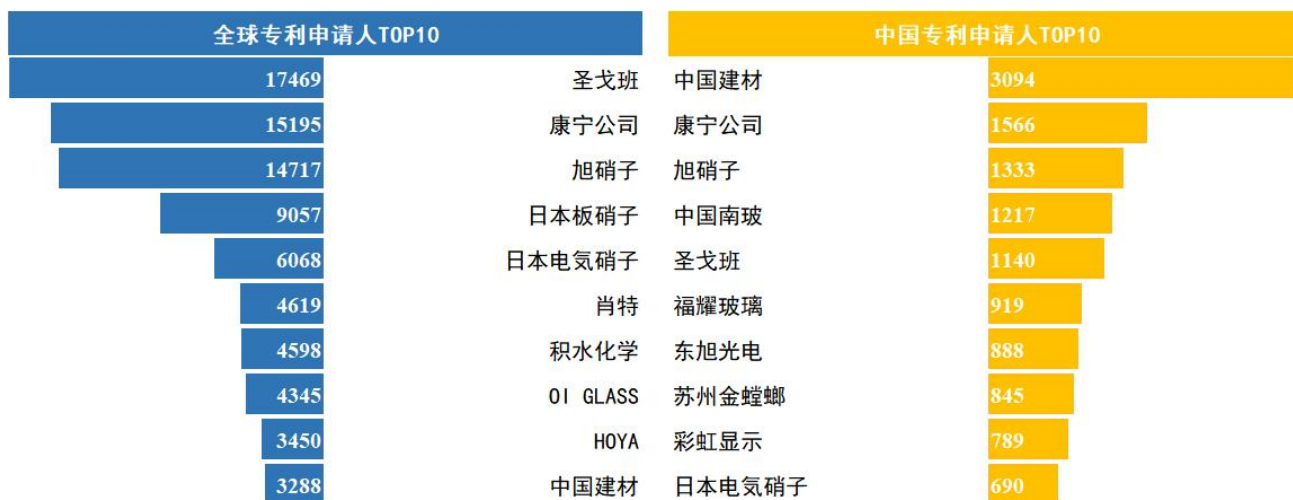 全球专利申请人TOP10 中国专利申请人TOP10
17469 圣戈班 中国建材 3094
15195 康宁公司 康宁公司 1566
14717 旭硝子 旭硝子 1333
9057 日本板硝子 中国南玻 1217
6068 日本电気硝子 圣戈班 1140
4619 肖特 福耀玻璃 919
4598 积水化学 东旭光电 888
4345 OI GLASS 苏州金螳螂 845
3450 HOYA 彩虹显示 789
3288 中国建材 日本电気硝子 690